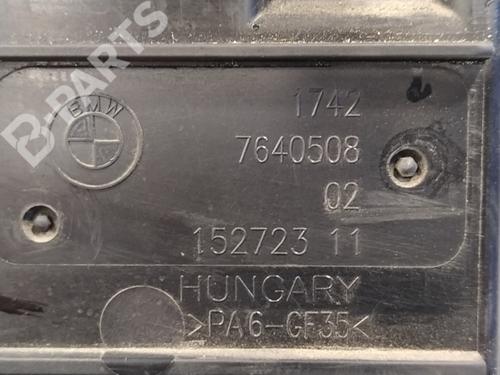 B-PARTS
BMW
1742
7640508
02
152723 11
HUNGARY
>PA6-GF35<